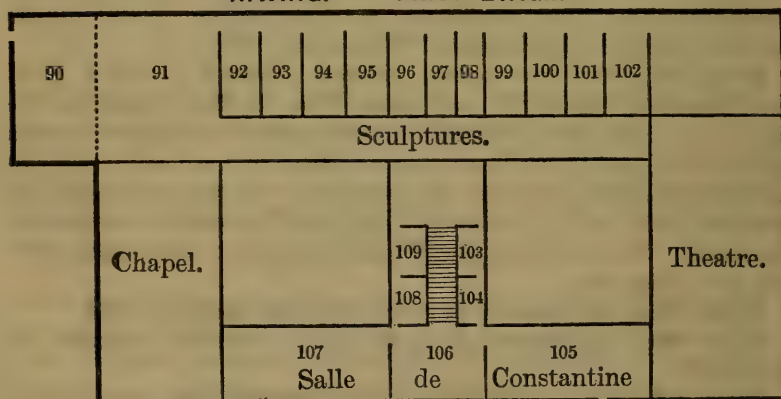 90 91 92 93 94 95 96 97 98 99 100 101 102
Sculptures.
Chapel. 109 103 Theatre.
108 104
107 106 105
Salle de Constantine